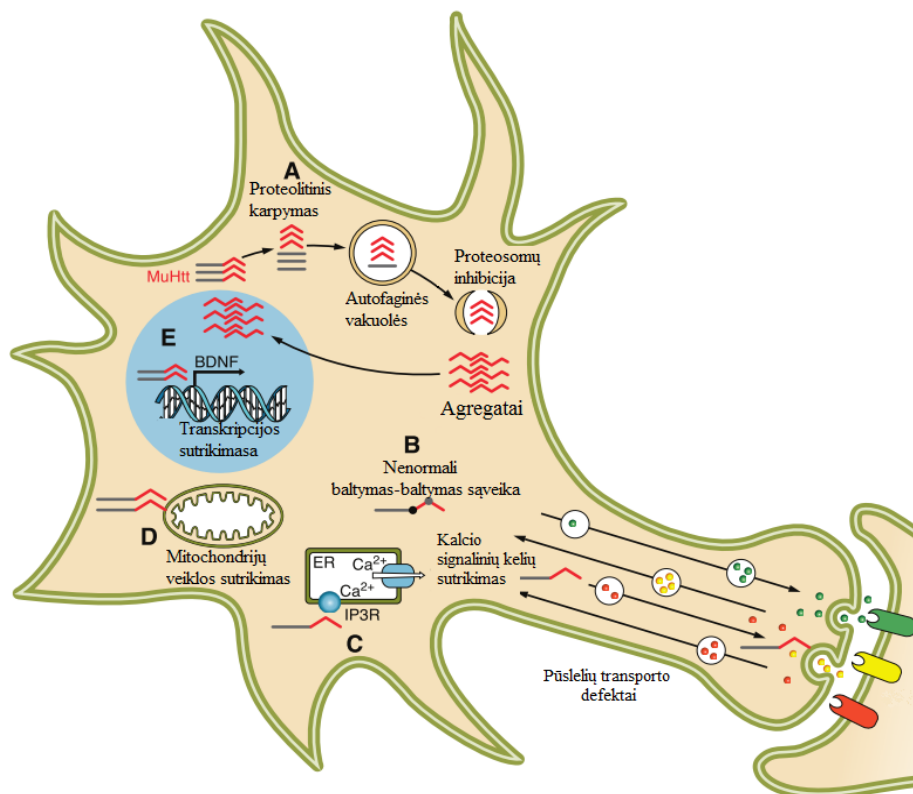 A
Proteolitinis
karpymas
MuHtt
Autofaginės
vakuolės
Proteosomų
inhibicija
E
BDNF
Transkripcijos
sutrikimasa
Agregatai
B
Nenormali
baltymas-baltymas sąveika
D
Mitochondrijų
veiklos sutrikimas
ER
Ca²⁺
Ca²⁺
IP3R
C
Kalcio
signalinių kelių
sutrikimas
Pūslelių transporto
defektai